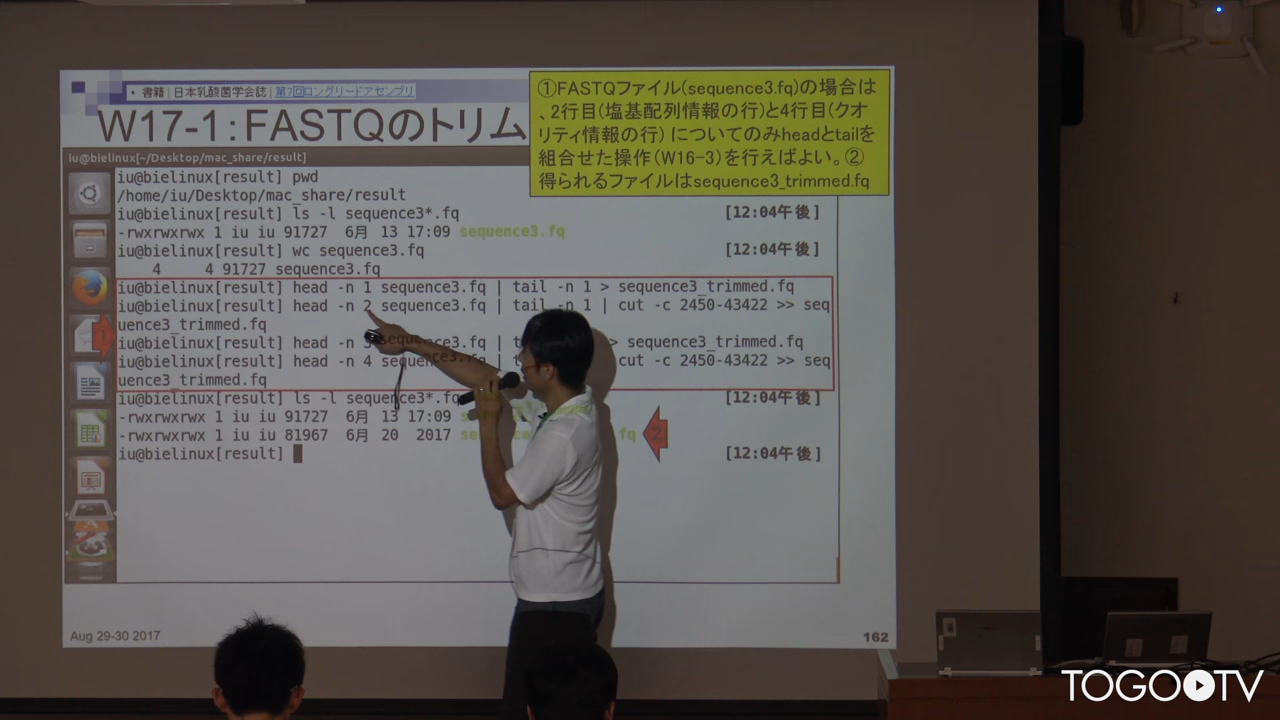 • 書籍 | 日本乳酸菌学会誌 | 第7回ロングリードアセンブリ
W17-1:FASTQのトリム
①FASTQファイル(sequence3.fq)の場合は
、2行目(塩基配列情報の行)と4行目(クオ
リティ情報の行) についてのみheadとtailを
組合せた操作(W16-3)を行えばよい。②
得られるファイルはsequence3_trimmed.fq
iu@bielinux[~/Desktop/mac_share/result]
iu@bielinux[result] pwd
/home/iu/Desktop/mac_share/result
iu@bielinux[result] ls -l sequence3*.fq [12:04午後]
-rwxrwxrwx 1 iu iu 91727 6月 13 17:09 sequence3.fq
iu@bielinux[result] wc sequence3.fq [12:04午後]
4 4 91727 sequence3.fq
iu@bielinux[result] head -n 1 sequence3.fq | tail -n 1 > sequence3_trimmed.fq
iu@bielinux[result] head -n 2 sequence3.fq | tail -n 1 | cut -c 2450-43422 >> seq
uence3_trimmed.fq
iu@bielinux[result] head -n sequence3.fq | > sequence3_trimmed.fq
iu@bielinux[result] head -n 4 sequence3.fq | cut -c 2450-43422 >> seq
uence3_trimmed.fq
iu@bielinux[result] ls -l sequence3*.fq [12:04午後]
-rwxrwxrwx 1 iu iu 91727 6月 13 17:09
-rwxrwxrwx 1 iu iu 81967 6月 20 2017 fq
iu@bielinux[result] [12:04午後]
1
2
Aug 29-30 2017
162
TOGO TV